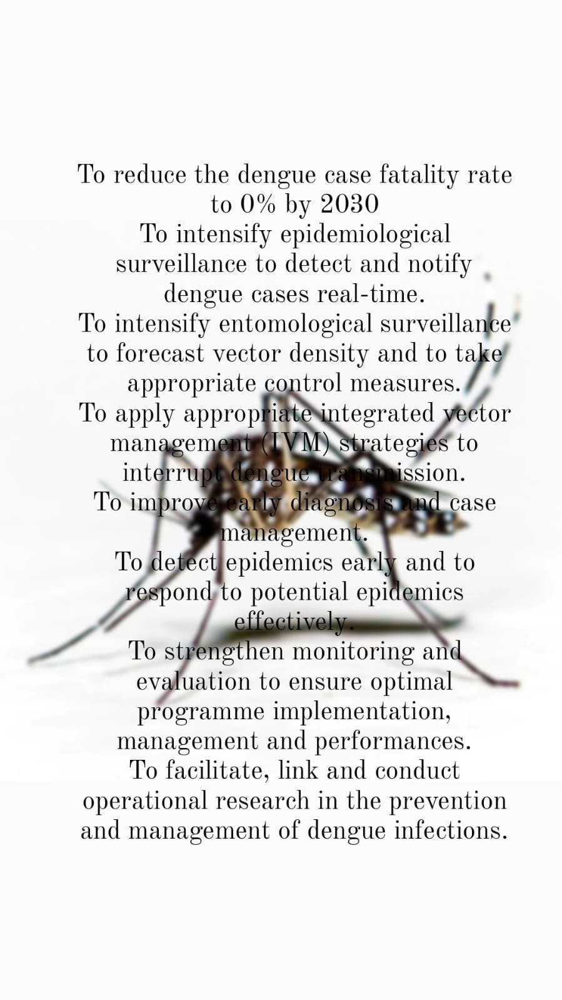 To reduce the dengue case fatality rate
to 0% by 2030
To intensify epidemiological
surveillance to detect and notify
dengue cases real-time.
To intensify entomological surveillance
to forecast vector density and to take
appropriate control measures.
To apply appropriate integrated vector
management (IVM) strategies to
interrupt dengue transmission.
To improve early diagnosis and case
management.
To detect epidemics early and to
respond to potential epidemics
effectively.
To strengthen monitoring and
evaluation to ensure optimal
programme implementation,
management and performances.
To facilitate, link and conduct
operational research in the prevention
and management of dengue infections.